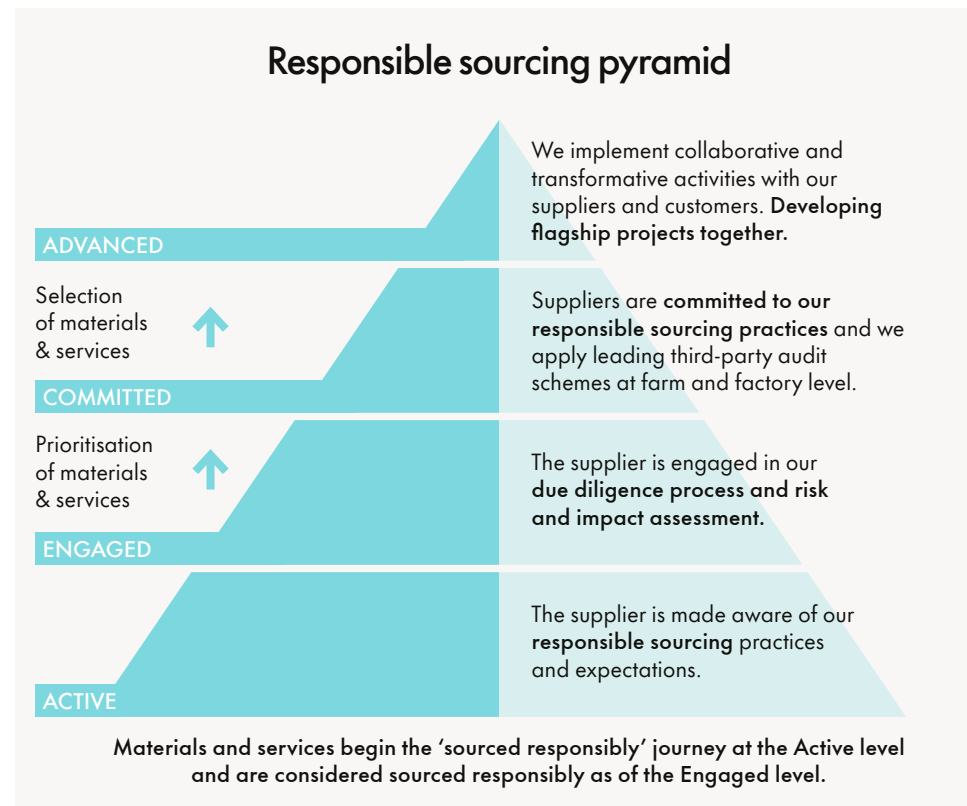 Responsible sourcing pyramid
We implement collaborative and
transformative activities with our
suppliers and customers. Developing
flagship projects together.
ADVANCED
Selection
of materials
& services
Suppliers are committed to our
responsible sourcing practices and we
apply leading third-party audit
schemes at farm and factory level.
COMMITTED
Prioritisation
of materials
& services
The supplier is engaged in our
due diligence process and risk
and impact assessment.
ENGAGED
The supplier is made aware of our
responsible sourcing practices
and expectations.
ACTIVE
Materials and services begin the ‘sourced responsibly’ journey at the Active level
and are considered sourced responsibly as of the Engaged level.